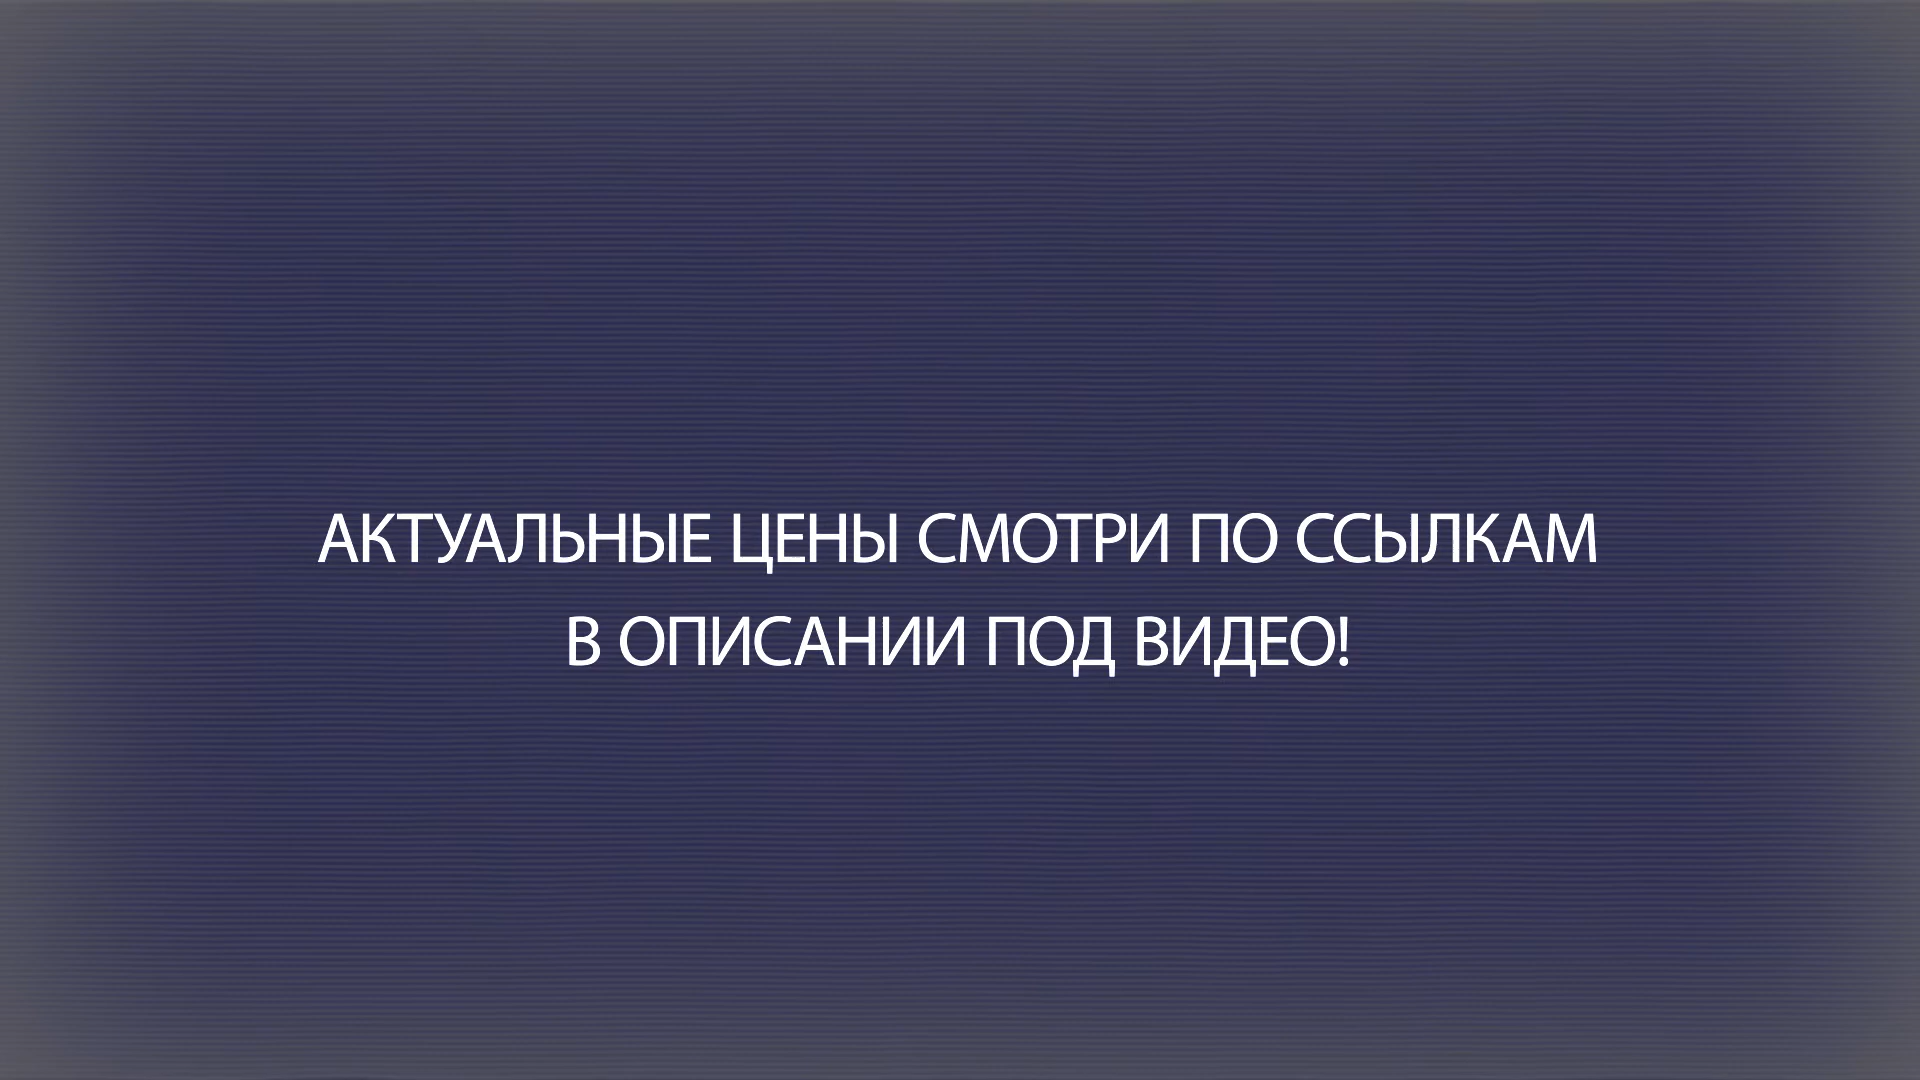 АКТУАЛЬНЫЕ ЦЕНЫ СМОТРИ ПО ССЫЛКАМ
В ОПИСАНИИ ПОД ВИДЕО!